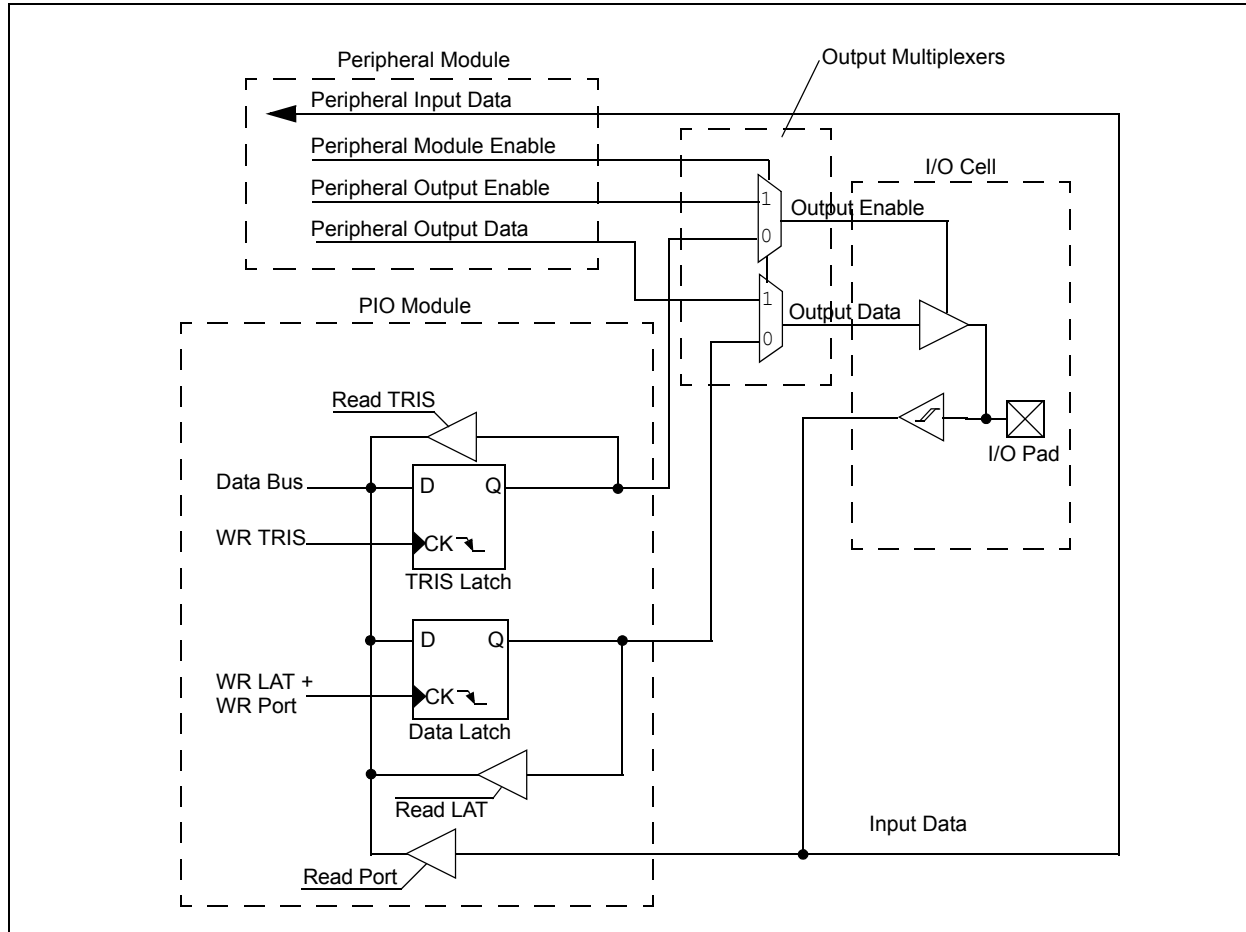 Peripheral Module
Output Multiplexers
Peripheral Input Data
Peripheral Module Enable
I/O Cell
Peripheral Output Enable
1
Output Enable
Peripheral Output Data
0
1
PIO Module
Output Data
0
Read TRIS
I/O Pad
Data Bus
D
Q
WR TRIS
CK
TRIS Latch
D
Q
WR LAT +
WR Port
CK
Data Latch
Read LAT
Input Data
Read Port